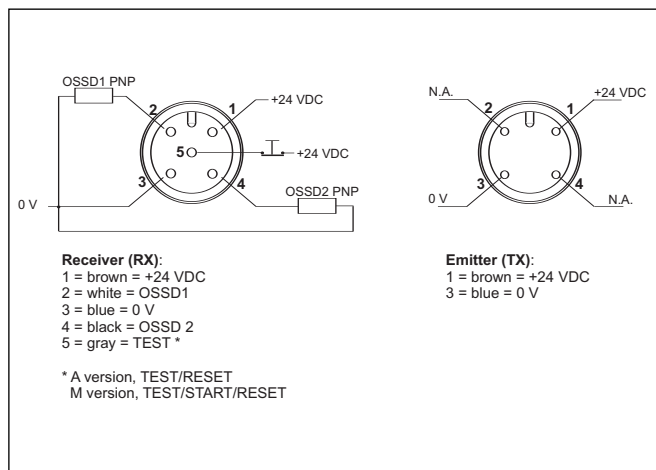 OSSD1 PNP
2
1
+24 VDC
5
+24 VDC
3
4
OSSD2 PNP
0 V
N.A.
+24 VDC
2
1
3
4
0 V
N.A.
Receiver (RX):
1 = brown = +24 VDC
2 = white = OSSD1
3 = blue = 0 V
4 = black = OSSD 2
5 = gray = TEST *
* A version, TEST/RESET
M version, TEST/START/RESET
Emitter (TX):
1 = brown = +24 VDC
3 = blue = 0 V